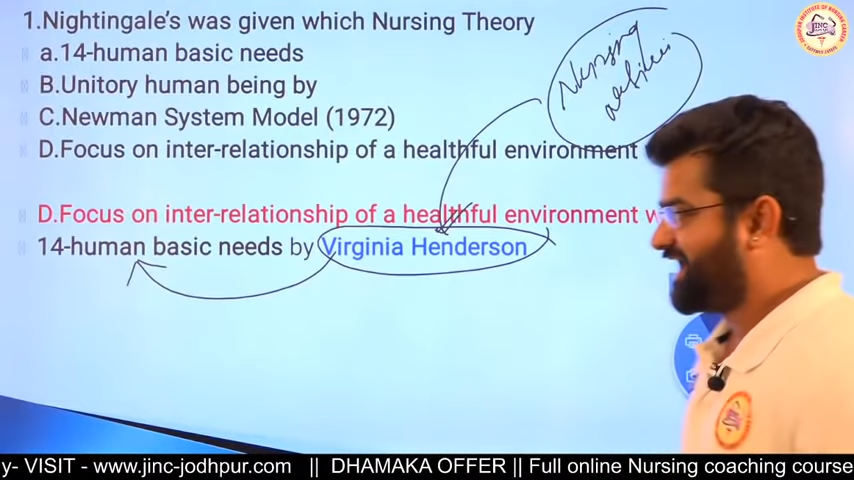 1.Nightingale's was given which Nursing Theory
a.14-human basic needs
B.Unitory human being by
C.Newman System Model (1972)
D.Focus on inter-relationship of a healthful environment
D.Focus on inter-relationship of a healthful environment w
14-human basic needs by Virginia Henderson
Nursing
JINC
y- VISIT - www.jinc-jodhpur.com || DHAMAKA OFFER || Full online Nursing coaching course